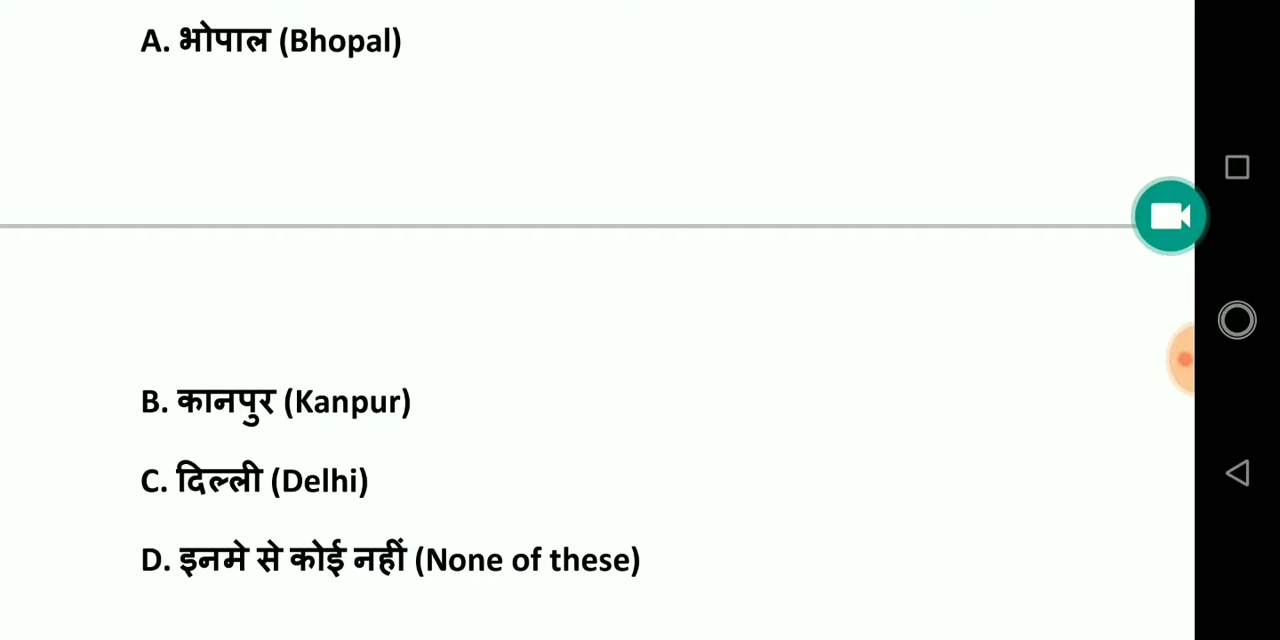 A. भोपाल (Bhopal)
B. कानपुर (Kanpur)
C. दिल्ली (Delhi)
D. इनमे से कोई नहीं (None of these)